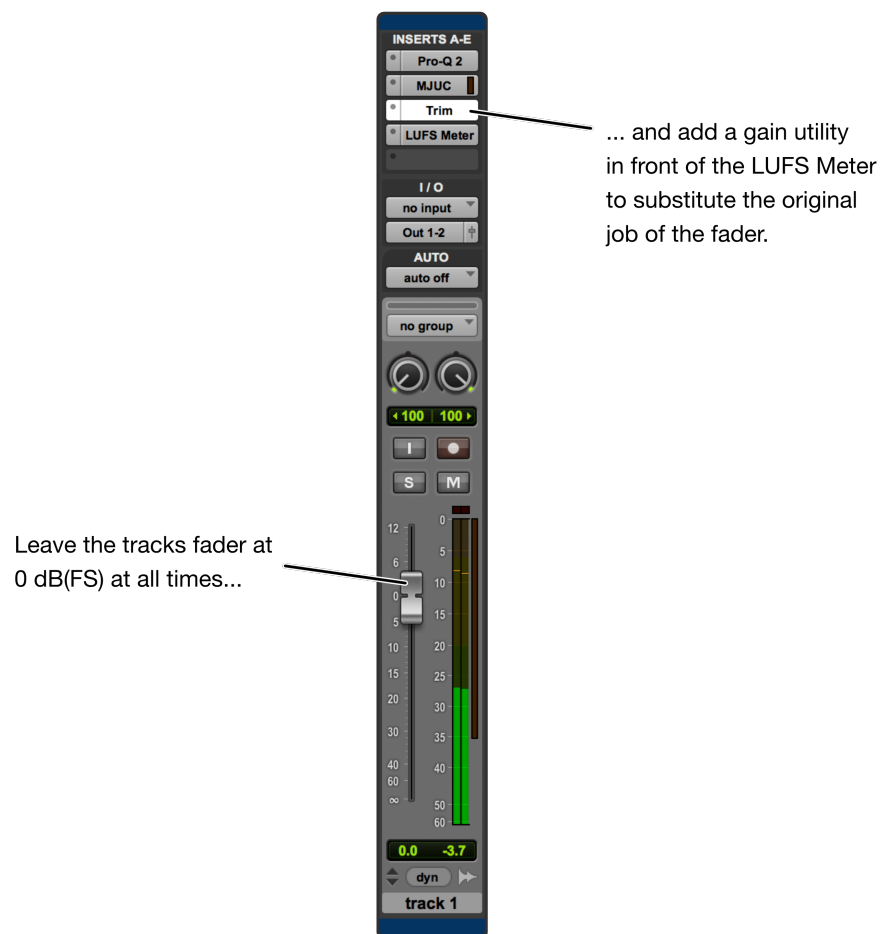 INSERTS A-E
Pro-Q 2
MJUC
Trim
LUFS Meter
... and add a gain utility
in front of the LUFS Meter
to substitute the original
job of the fader.
I / O
no input
Out 1-2
AUTO
auto off
no group
100 100
I
S M
Leave the tracks fader at
0 dB(FS) at all times...
12
6
0
5
10
15
20
30
40
60
∞
0
5
10
15
20
25
30
35
40
50
60
0.0 -3.7
dyn
track 1